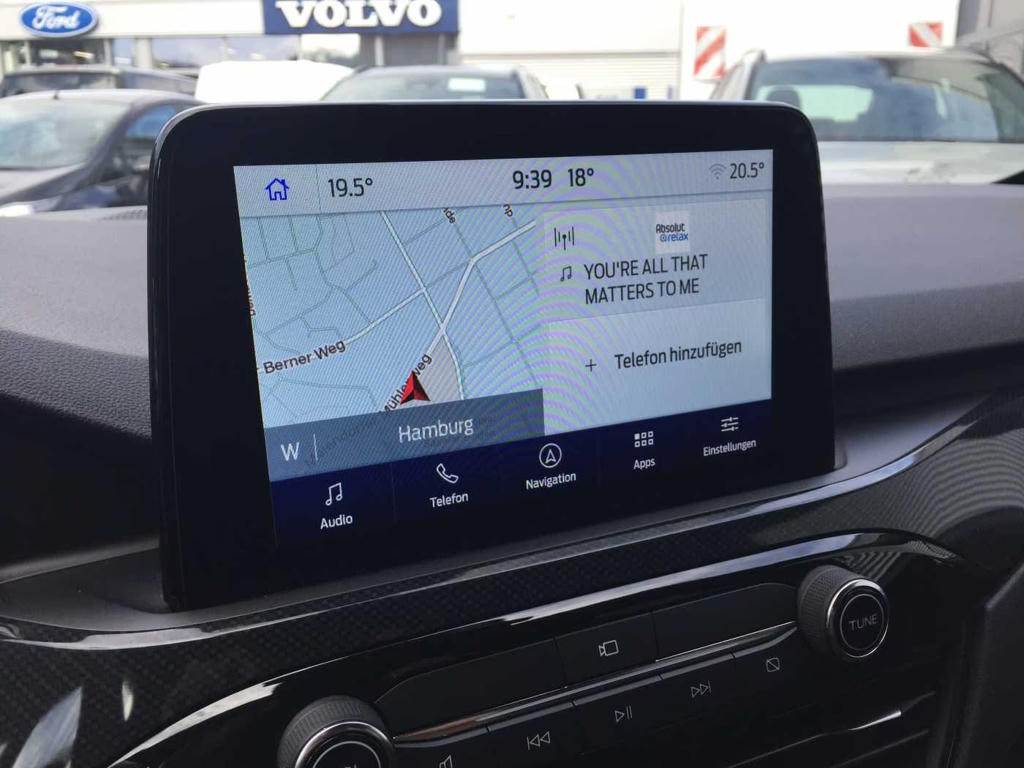 Ford
VOLVO
19.5°
9:39 18°
20.5°
Absolut
relax
YOU'RE ALL THAT
MATTERS TO ME
Berner Weg
+ Telefon hinzufügen
W
Hamburg
Audio
Telefon
Navigation
Apps
Einstellungen
TUNE